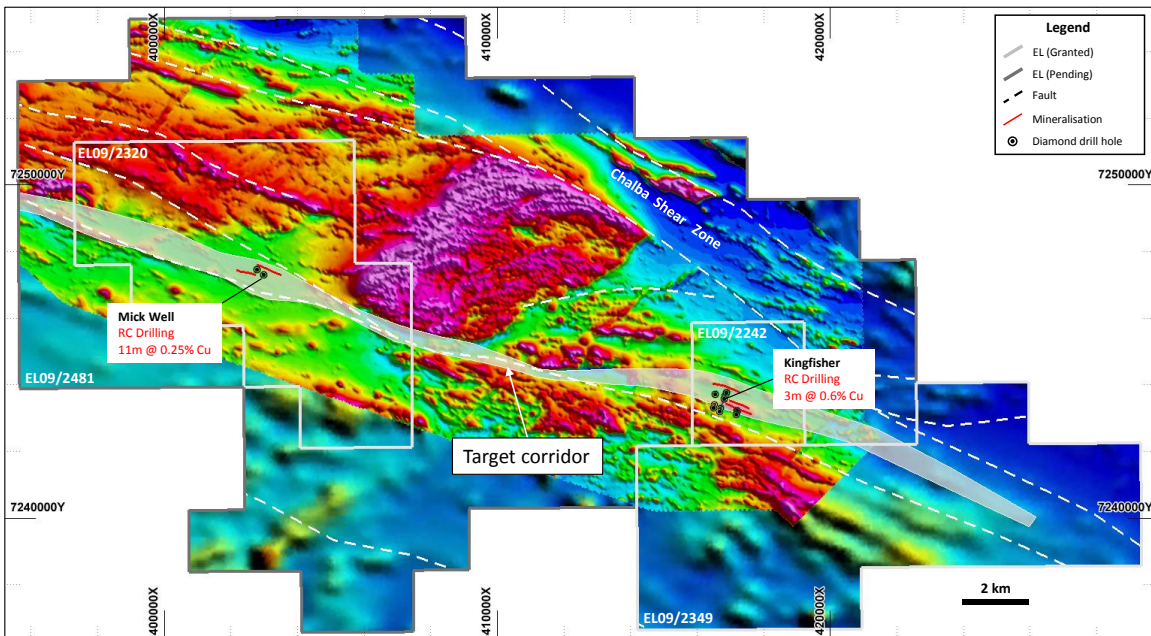 400000X
410000X
420000X
Legend
EL (Granted)
EL (Pending)
Fault
Mineralisation
Diamond drill hole
EL09/2320
7250000Y
7250000Y
Chalba Shear Zone
Mick Well
RC Drilling
11m @ 0.25% Cu
EL09/2242
Kingfisher
RC Drilling
3m @ 0.6% Cu
EL09/2481
Target corridor
7240000Y
7240000Y
2 km
EL09/2349
400000X
410000X
420000X